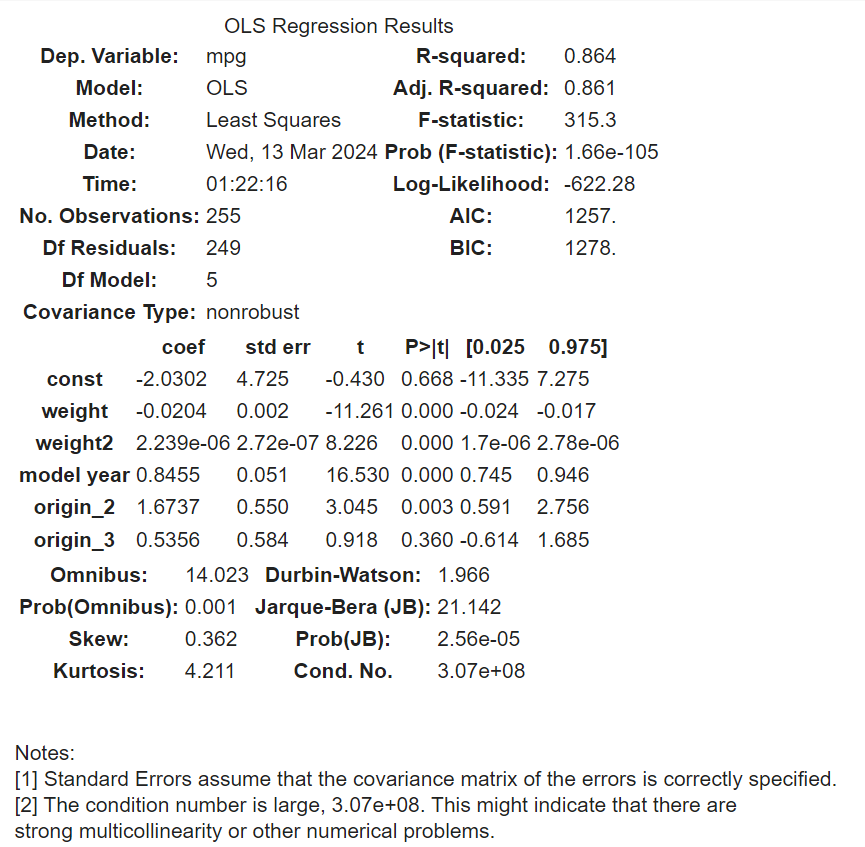 OLS Regression Results
Dep. Variable: mpg R-squared: 0.864
Model: OLS Adj. R-squared: 0.861
Method: Least Squares F-statistic: 315.3
Date: Wed, 13 Mar 2024 Prob (F-statistic): 1.66e-105
Time: 01:22:16 Log-Likelihood: -622.28
No. Observations: 255 AIC: 1257.
Df Residuals: 249 BIC: 1278.
Df Model: 5
Covariance Type: nonrobust
coef std err t P>|t| [0.025 0.975]
const -2.0302 4.725 -0.430 0.668 -11.335 7.275
weight -0.0204 0.002 -11.261 0.000 -0.024 -0.017
weight2 2.239e-06 2.72e-07 8.226 0.000 1.7e-06 2.78e-06
model year 0.8455 0.051 16.530 0.000 0.745 0.946
origin_2 1.6737 0.550 3.045 0.003 0.591 2.756
origin_3 0.5356 0.584 0.918 0.360 -0.614 1.685
Omnibus: 14.023 Durbin-Watson: 1.966
Prob(Omnibus): 0.001 Jarque-Bera (JB): 21.142
Skew: 0.362 Prob(JB): 2.56e-05
Kurtosis: 4.211 Cond. No. 3.07e+08
Notes:
[1] Standard Errors assume that the covariance matrix of the errors is correctly specified.
[2] The condition number is large, 3.07e+08. This might indicate that there are
strong multicollinearity or other numerical problems.